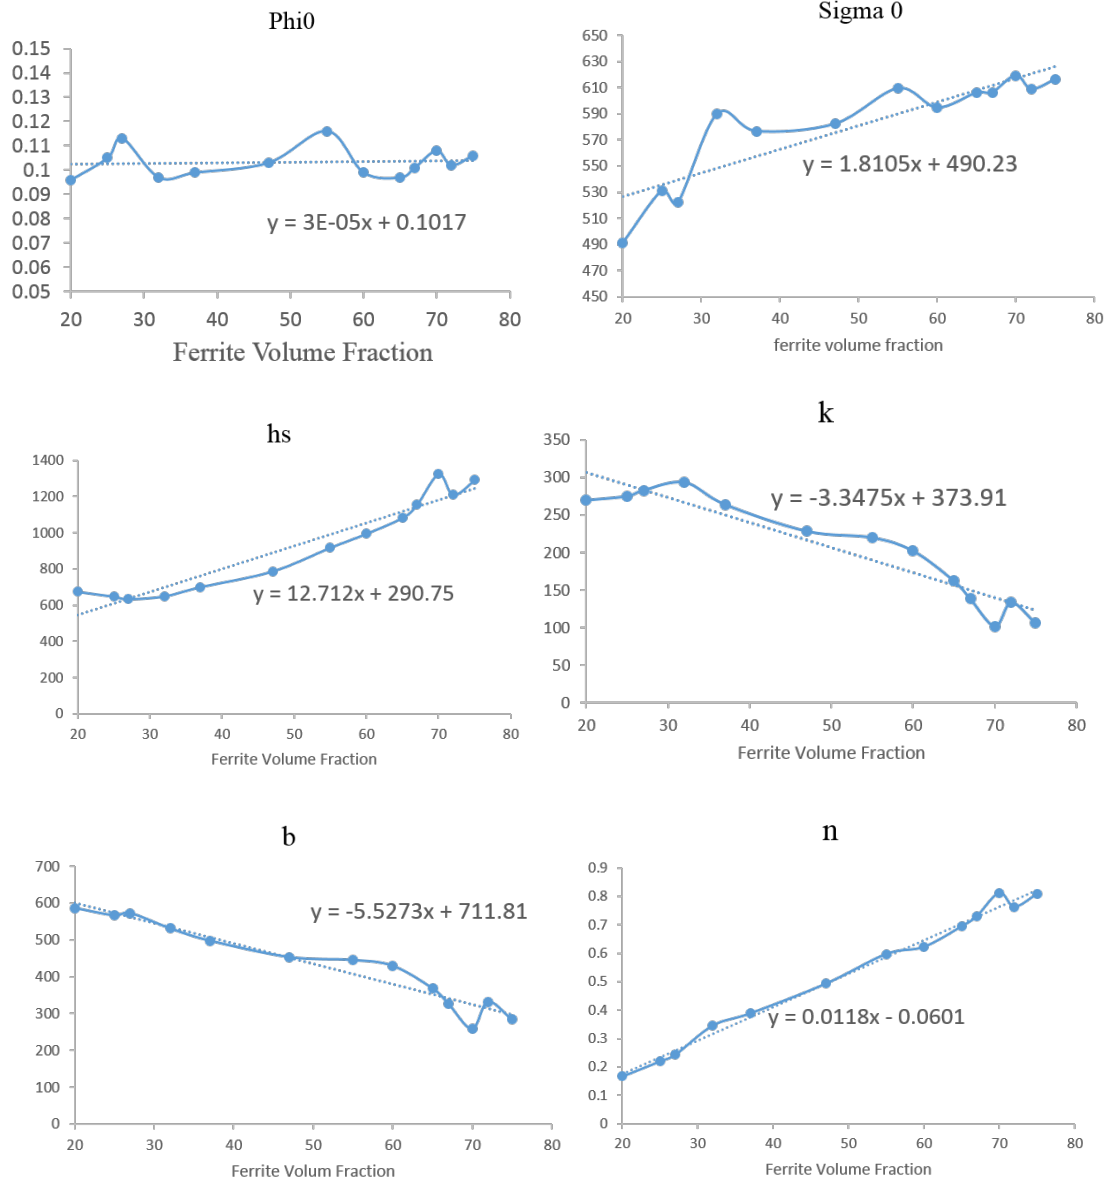 Phi0
0.15
0.14
0.13
0.12
0.11
0.1
0.09
0.08
0.07
0.06
0.05
y = 3E-05x + 0.1017
20 30 40 50 60 70 80
Ferrite Volume Fraction
Sigma 0
650
630
610
590
570
550
530
510
490
470
450
y = 1.8105x + 490.23
20 30 40 50 60 70 80
ferrite volume fraction
hs
1400
1200
1000
800
600
400
200
0
y = 12.712x + 290.75
20 30 40 50 60 70 80
Ferrite Volume Fraction
k
350
300
250
200
150
100
50
0
y = -3.3475x + 373.91
20 30 40 50 60 70 80
Ferrite Volume Fraction
b
700
600
500
400
300
200
100
0
y = -5.5273x + 711.81
20 30 40 50 60 70 80
Ferrite Volum Fraction
n
0.9
0.8
0.7
0.6
0.5
0.4
0.3
0.2
0.1
0
y = 0.0118x - 0.0601
20 30 40 50 60 70 80
Ferrite Volume Fraction